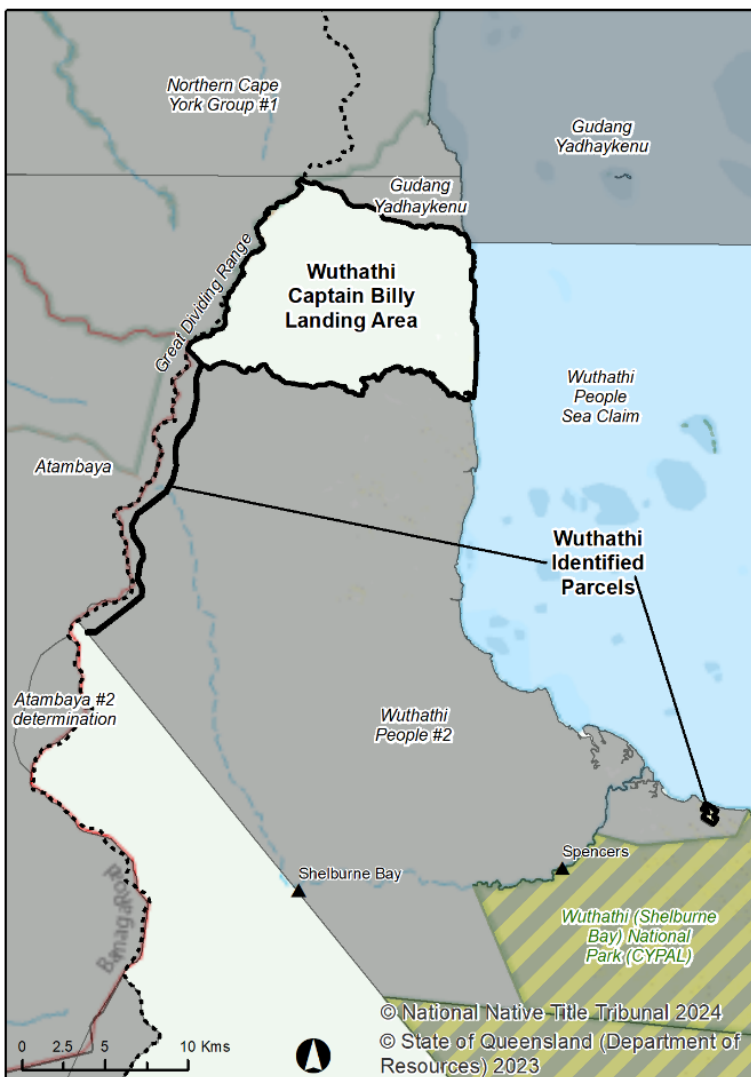 Northern Cape
York Group #1
Gudang
Yadhaykenu
Gudang
Yadhaykenu
Great Dividing Range
Wuthathi
Captain Billy
Landing Area
Wuthathi
People
Sea Claim
Atambaya
Wuthathi
Identified
Parcels
Atambaya #2
determination
Wuthathi
People #2
Spencers
Shelburne Bay
Wuthathi (Shelburne
Bay) National
Park (CYPAL)
Bamaga Road
© National Native Title Tribunal 2024
© State of Queensland (Department of
Resources) 2023
0 2.5 5 10 Kms